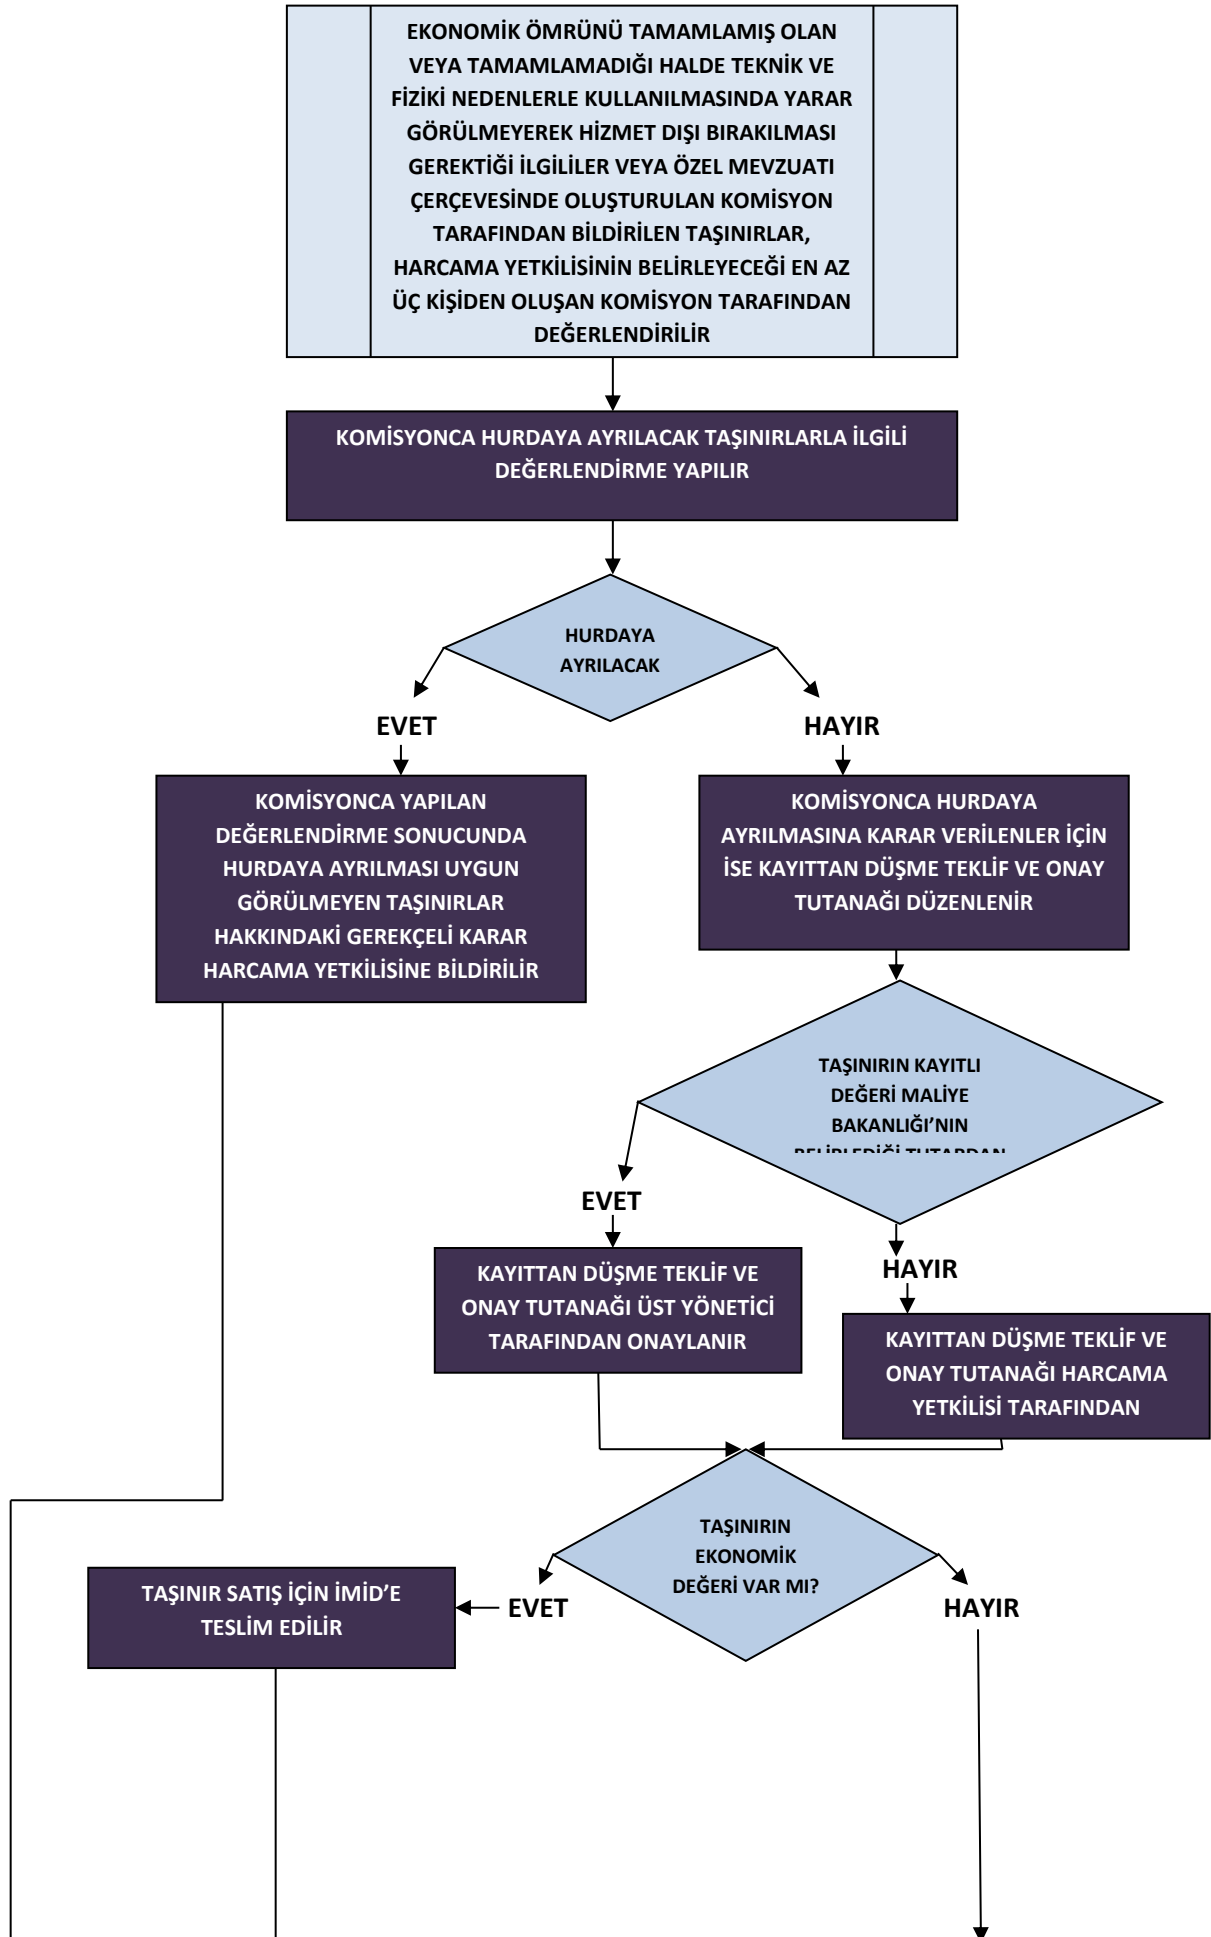 EKONOMİK ÖMRÜNÜ TAMAMLAMIŞ OLAN
VEYA TAMAMLAMADIĞI HALDE TEKNİK VE
FİZİKİ NEDENLERLE KULLANILMASINDA YARAR
GÖRÜLMEYEREK HİZMET DIŞI BIRAKILMASI
GEREKTİĞİ İLGİLİLER VEYA ÖZEL MEVZUATI
ÇERÇEVESİNDE OLUŞTURULAN KOMİSYON
TARAFINDAN BİLDİRİLEN TAŞINIRLAR,
HARCAMA YETKİLİSİNİN BELİRLEYECEĞİ EN AZ
ÜÇ KİŞİDEN OLUŞAN KOMİSYON TARAFINDAN
DEĞERLENDİRİLİR
KOMİSYONCA HURDAYA AYRILACAK TAŞINIRLARLA İLGİLİ
DEĞERLENDİRME YAPILIR
HURDAYA
AYRILACAK
EVET
HAYIR
KOMİSYONCA YAPILAN
DEĞERLENDİRME SONUCUNDA
HURDAYA AYRILMASI UYGUN
GÖRÜLMEYEN TAŞINIRLAR
HAKKINDAKİ GEREKÇELİ KARAR
HARCAMA YETKİLİSİNE BİLDİRİLİR
KOMİSYONCA HURDAYA
AYRILMASINA KARAR VERİLENLER İÇİN
İSE KAYITTAN DÜŞME TEKLİF VE ONAY
TUTANAĞI DÜZENLENİR
TAŞINIRIN KAYITLI
DEĞERİ MALİYE
BAKANLIĞI’NIN
BELİRLEDİĞİ TUTARDAN
EVET
HAYIR
KAYITTAN DÜŞME TEKLİF VE
ONAY TUTANAĞI ÜST YÖNETİCİ
TARAFINDAN ONAYLANIR
KAYITTAN DÜŞME TEKLİF VE
ONAY TUTANAĞI HARCAMA
YETKİLİSİ TARAFINDAN
TAŞINIRIN
EKONOMİK
DEĞERİ VAR MI?
EVET
HAYIR
TAŞINIR SATIŞ İÇİN İMİD’E
TESLİM EDİLİR